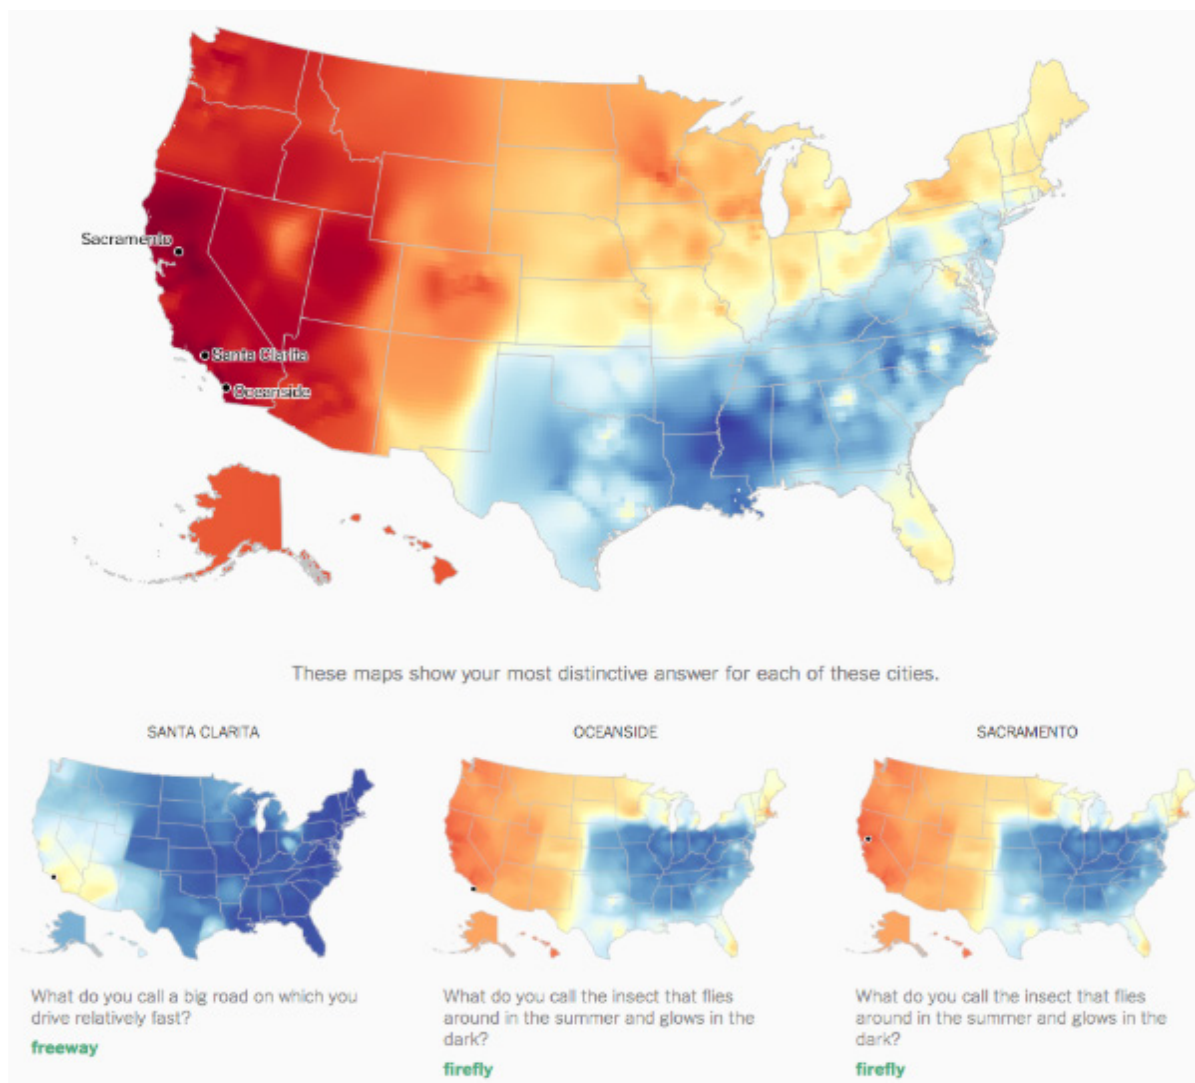 Sacramento
Santa Clarita
Oceanside
These maps show your most distinctive answer for each of these cities.
SANTA CLARITA
What do you call a big road on which you
drive relatively fast?
freeway
OCEANSIDE
What do you call the insect that flies
around in the summer and glows in the
dark?
firefly
SACRAMENTO
What do you call the insect that flies
around in the summer and glows in the
dark?
firefly